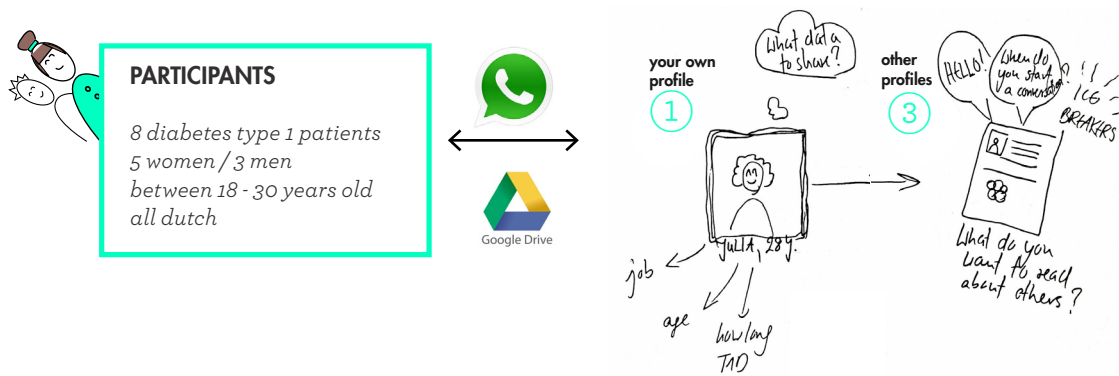 PARTICIPANTS
8 diabetes type 1 patients
5 women / 3 men
between 18 - 30 years old
all dutch
Google Drive
your own
profile
1
What data
to share?
JULIA, 28y.
job
age
how long
T1D
other
profiles
3
HELLO!
When do
you start
a conversation?
!!
ICE-
BREAKERS
What do you
want to read
about others?